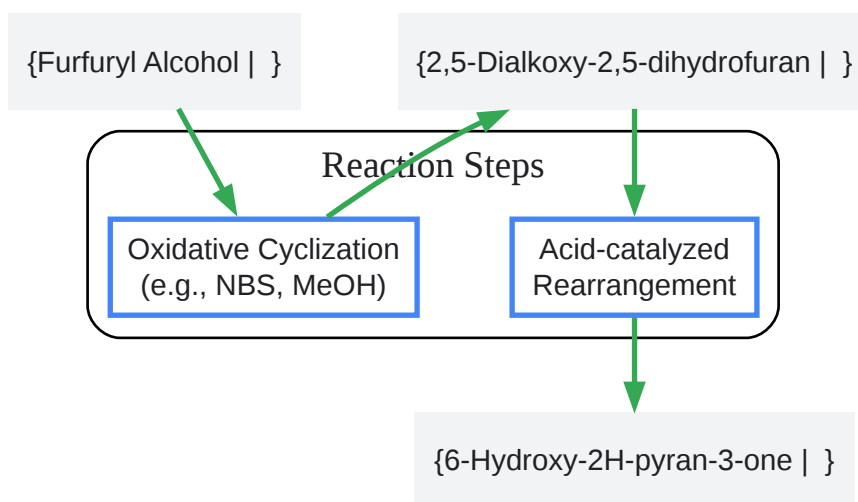 {Furfuryl Alcohol |  }
{2,5-Dialkoxy-2,5-dihydrofuran |  }
Reaction Steps
Oxidative Cyclization
(e.g., NBS, MeOH)
Acid-catalyzed
Rearrangement
{6-Hydroxy-2H-pyran-3-one |  }